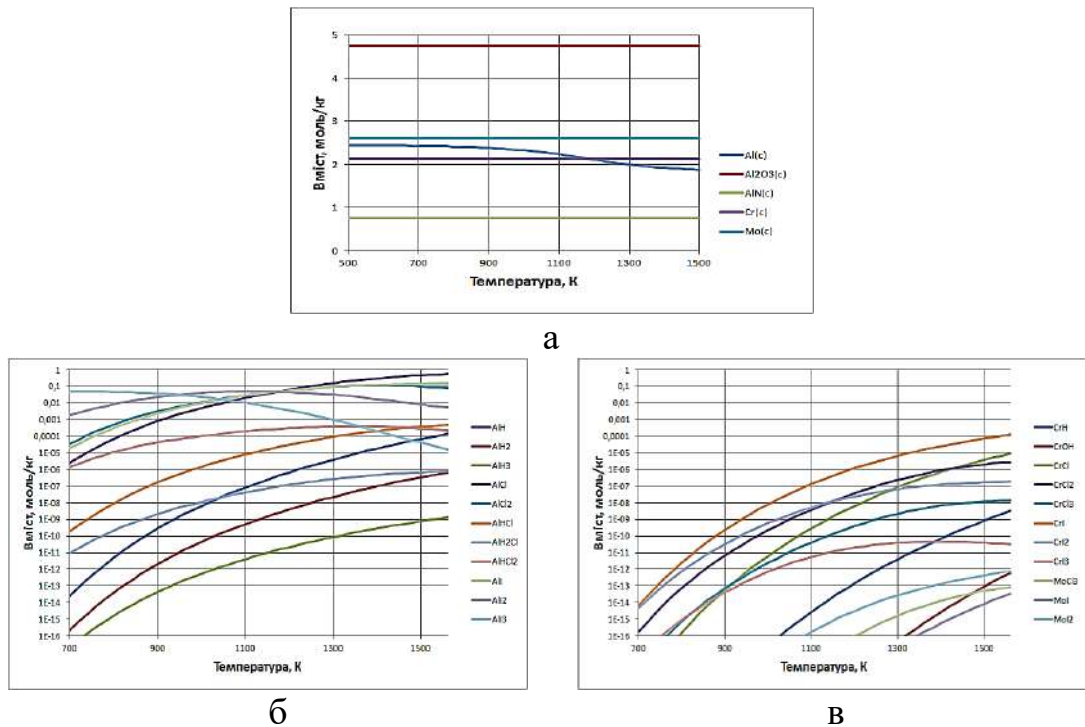 5
4
3
2
1
0
Вміст, моль/кг
500 700 900 1100 1300 1500
Температура, К
Al(c)
Al2O3(c)
AlN(c)
Cr(c)
Mo(c)
а
1
0,1
0,01
0,001
0,0001
1E-05
1E-06
1E-07
1E-08
1E-09
1E-10
1E-11
1E-12
1E-13
1E-14
1E-15
1E-16
Вміст, моль/кг
700 900 1100 1300 1500
Температура, К
AlH
AlH2
AlH3
AlCl
AlCl2
AlHCl
AlH2Cl
AlHCl2
AlI
AlI2
AlI3
б
1
0,1
0,01
0,001
0,0001
1E-05
1E-06
1E-07
1E-08
1E-09
1E-10
1E-11
1E-12
1E-13
1E-14
1E-15
1E-16
Вміст, моль/кг
700 900 1100 1300 1500
Температура, К
CrH
CrOH
CrCl
CrCl2
CrCl3
CrI
CrI2
CrI3
MoCl3
MoI
MoI2
в